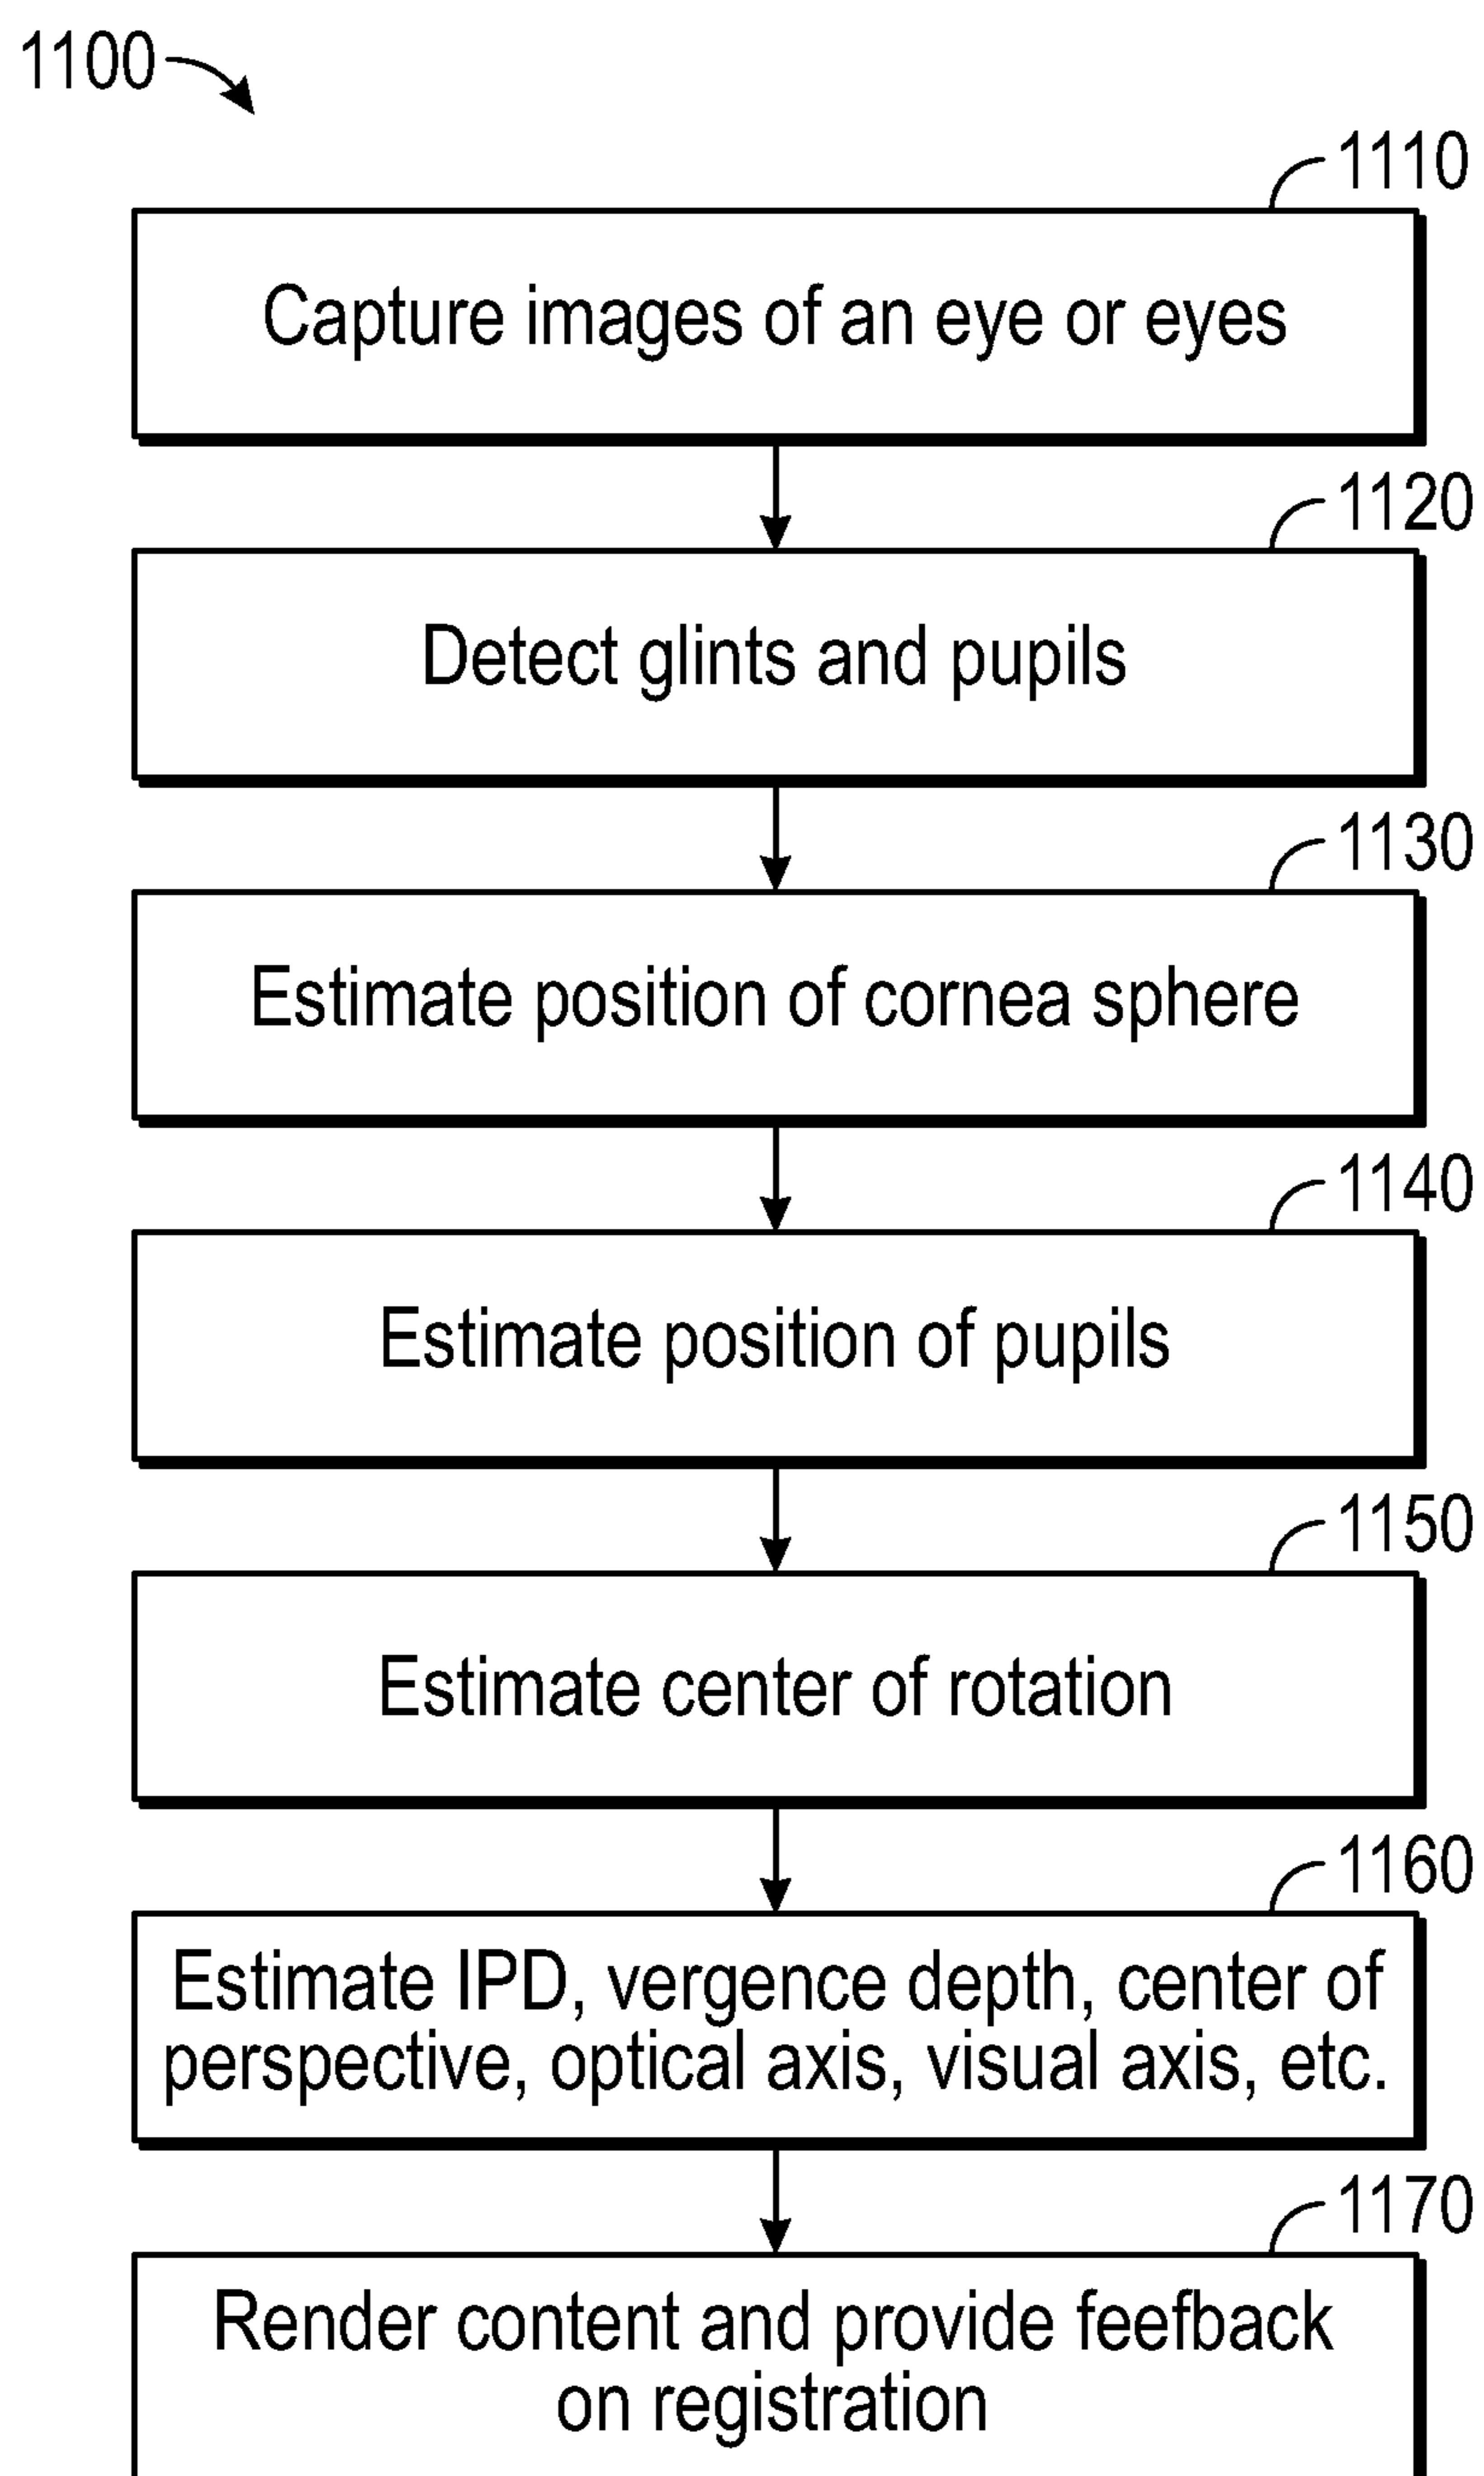 1100
1110
Capture images of an eye or eyes
1120
Detect glints and pupils
1130
Estimate position of cornea sphere
1140
Estimate position of pupils
1150
Estimate center of rotation
1160
Estimate IPD, vergence depth, center of
perspective, optical axis, visual axis, etc.
1170
Render content and provide feefback
on registration